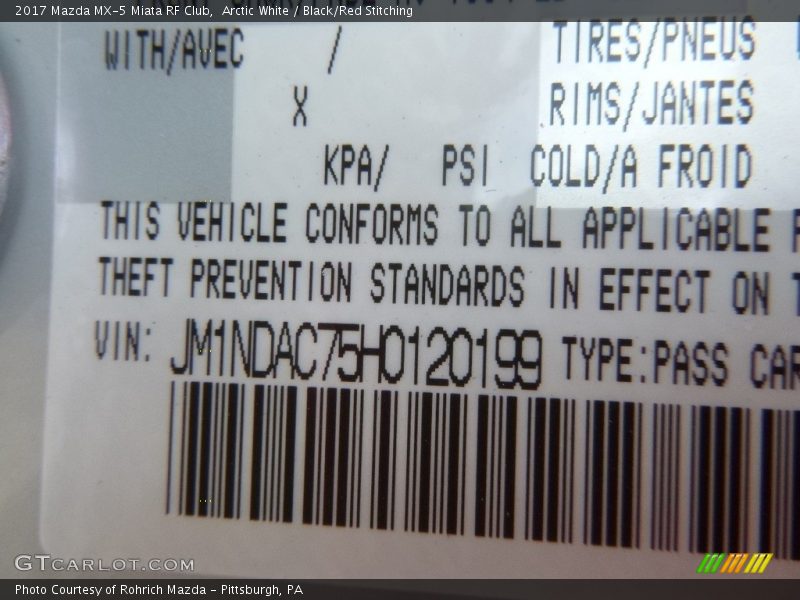 2017 Mazda MX-5 Miata RF Club, Arctic White / Black/Red Stitching
WITH/AVEC / TIRES/PNEUS
X RIMS/JANTES
KPA/ PSI COLD/A FROID
THIS VEHICLE CONFORMS TO ALL APPLICABLE
THEFT PREVENTION STANDARDS IN EFFECT ON
VIN: JM1NDAC75H0120199 TYPE:PASS CAR
GTCARLOT.COM
Photo Courtesy of Rohrich Mazda - Pittsburgh, PA